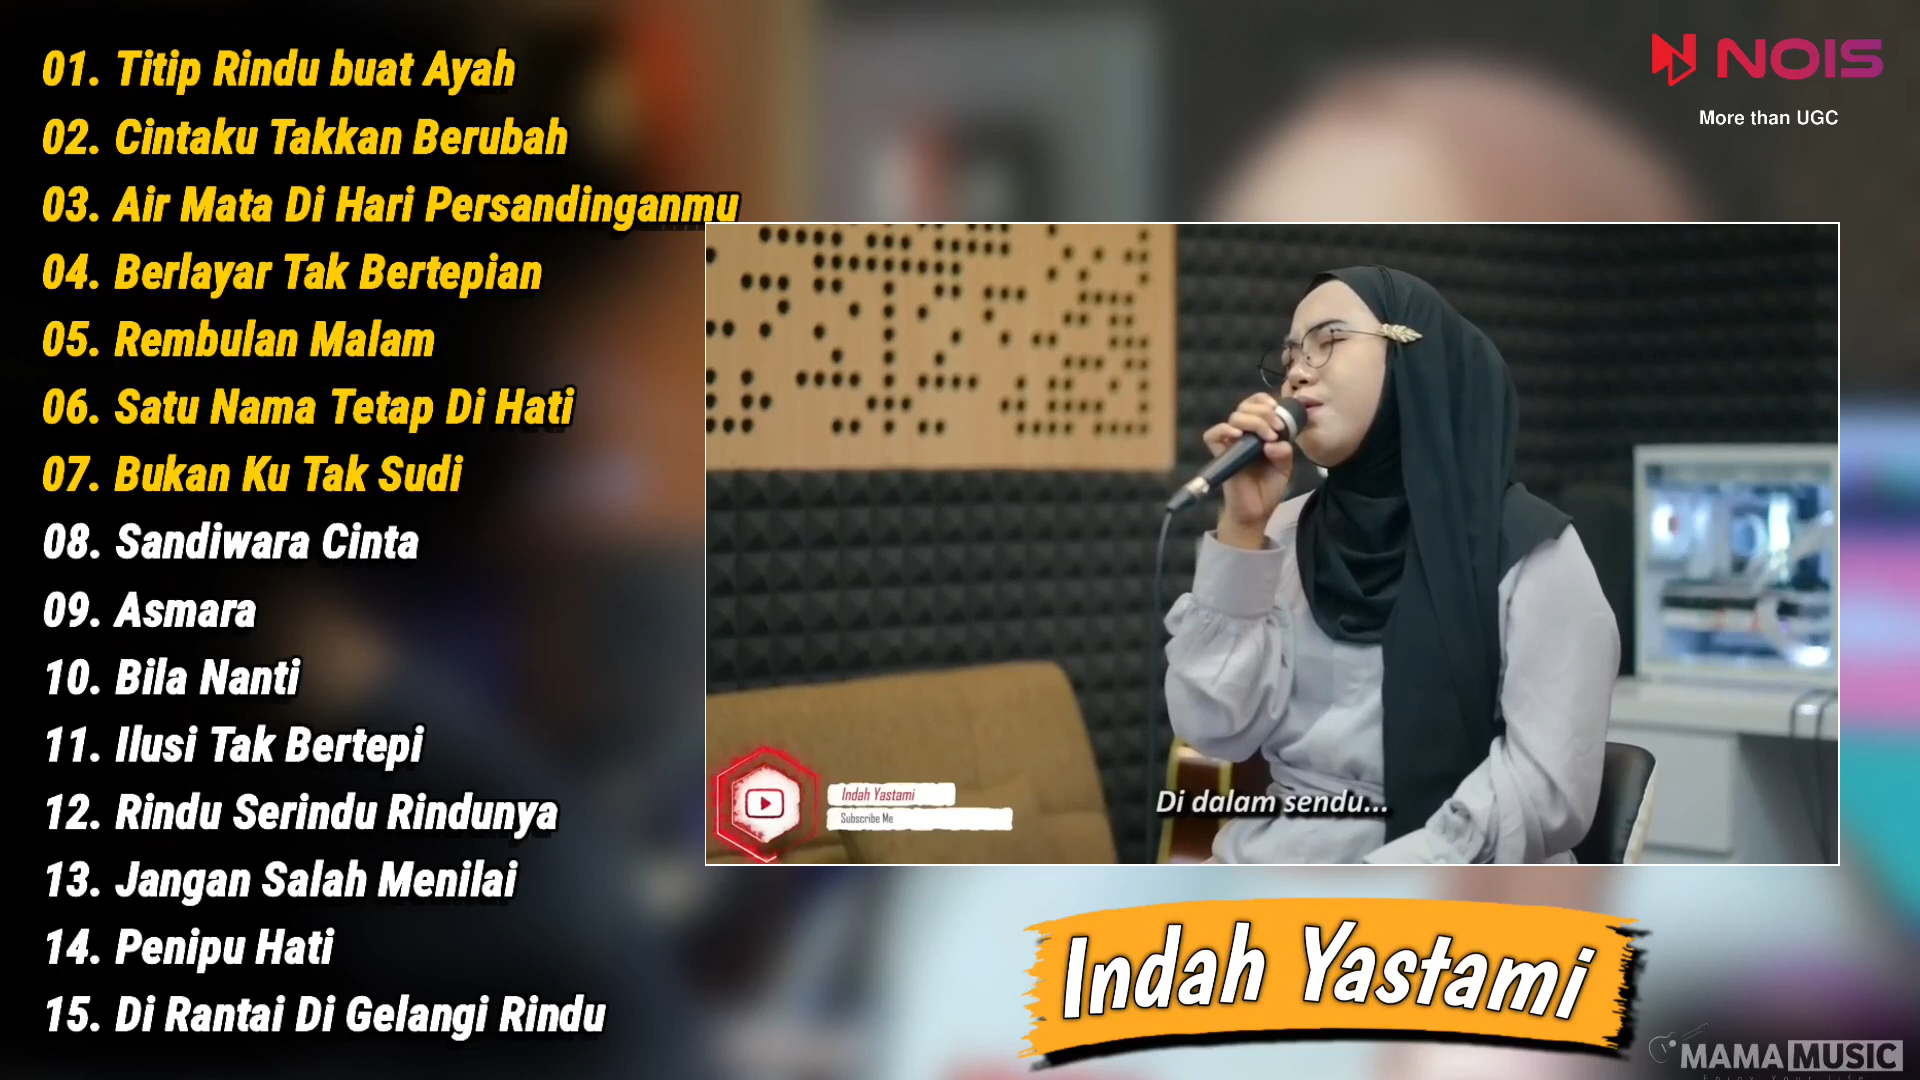 01. Titip Rindu buat Ayah
02. Cintaku Takkan Berubah
03. Air Mata Di Hari Persandinganmu
04. Berlayar Tak Bertepian
05. Rembulan Malam
06. Satu Nama Tetap Di Hati
07. Bukan Ku Tak Sudi
08. Sandiwara Cinta
09. Asmara
10. Bila Nanti
11. Ilusi Tak Bertepi
12. Rindu Serindu Rindunya
13. Jangan Salah Menilai
14. Penipu Hati
15. Di Rantai Di Gelangi Rindu
NOIS
More than UGC
Indah Yastami
Subscribe Me
Di dalam sendu...
Indah Yastami
MAMA MUSIC
Enjoy Your Life